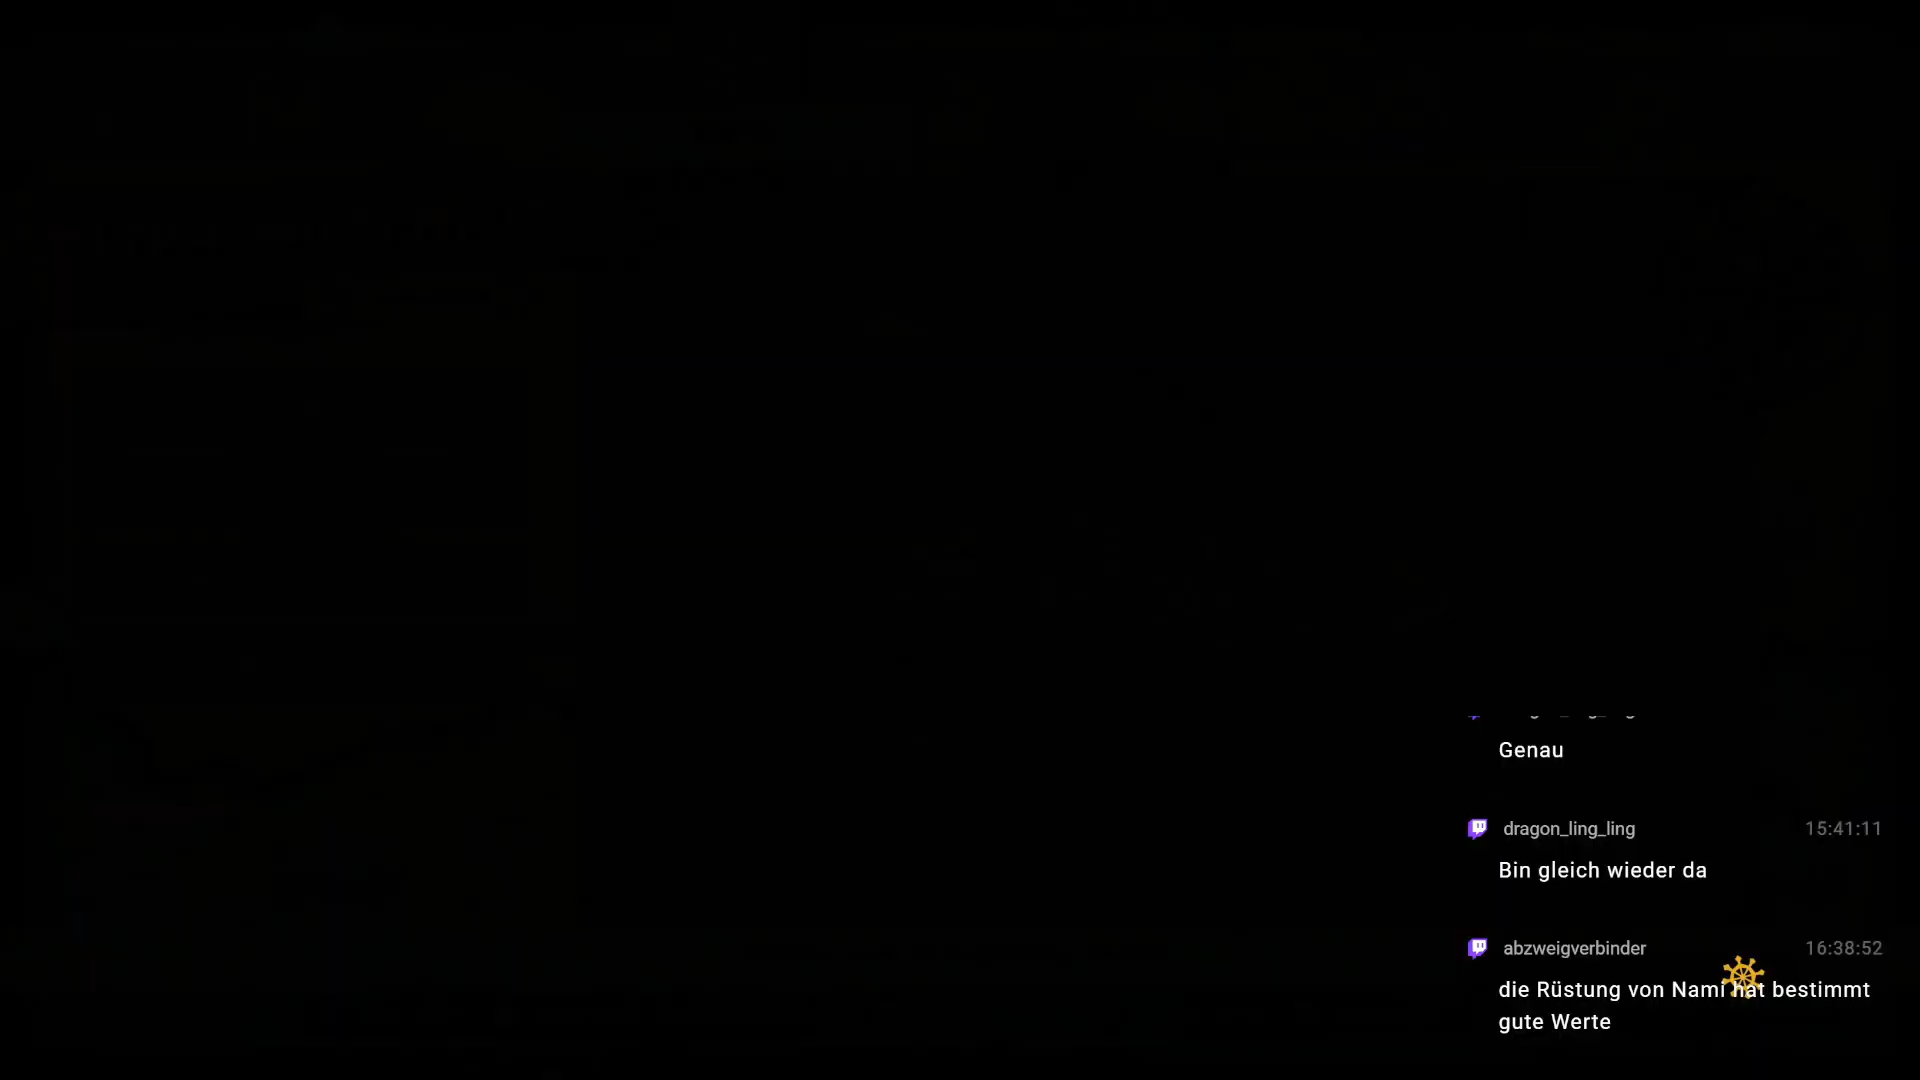 Genau
dragon_ling_ling 15:41:11
Bin gleich wieder da
abzweigverbinder 16:38:52
die Rüstung von Nami hat bestimmt
gute Werte